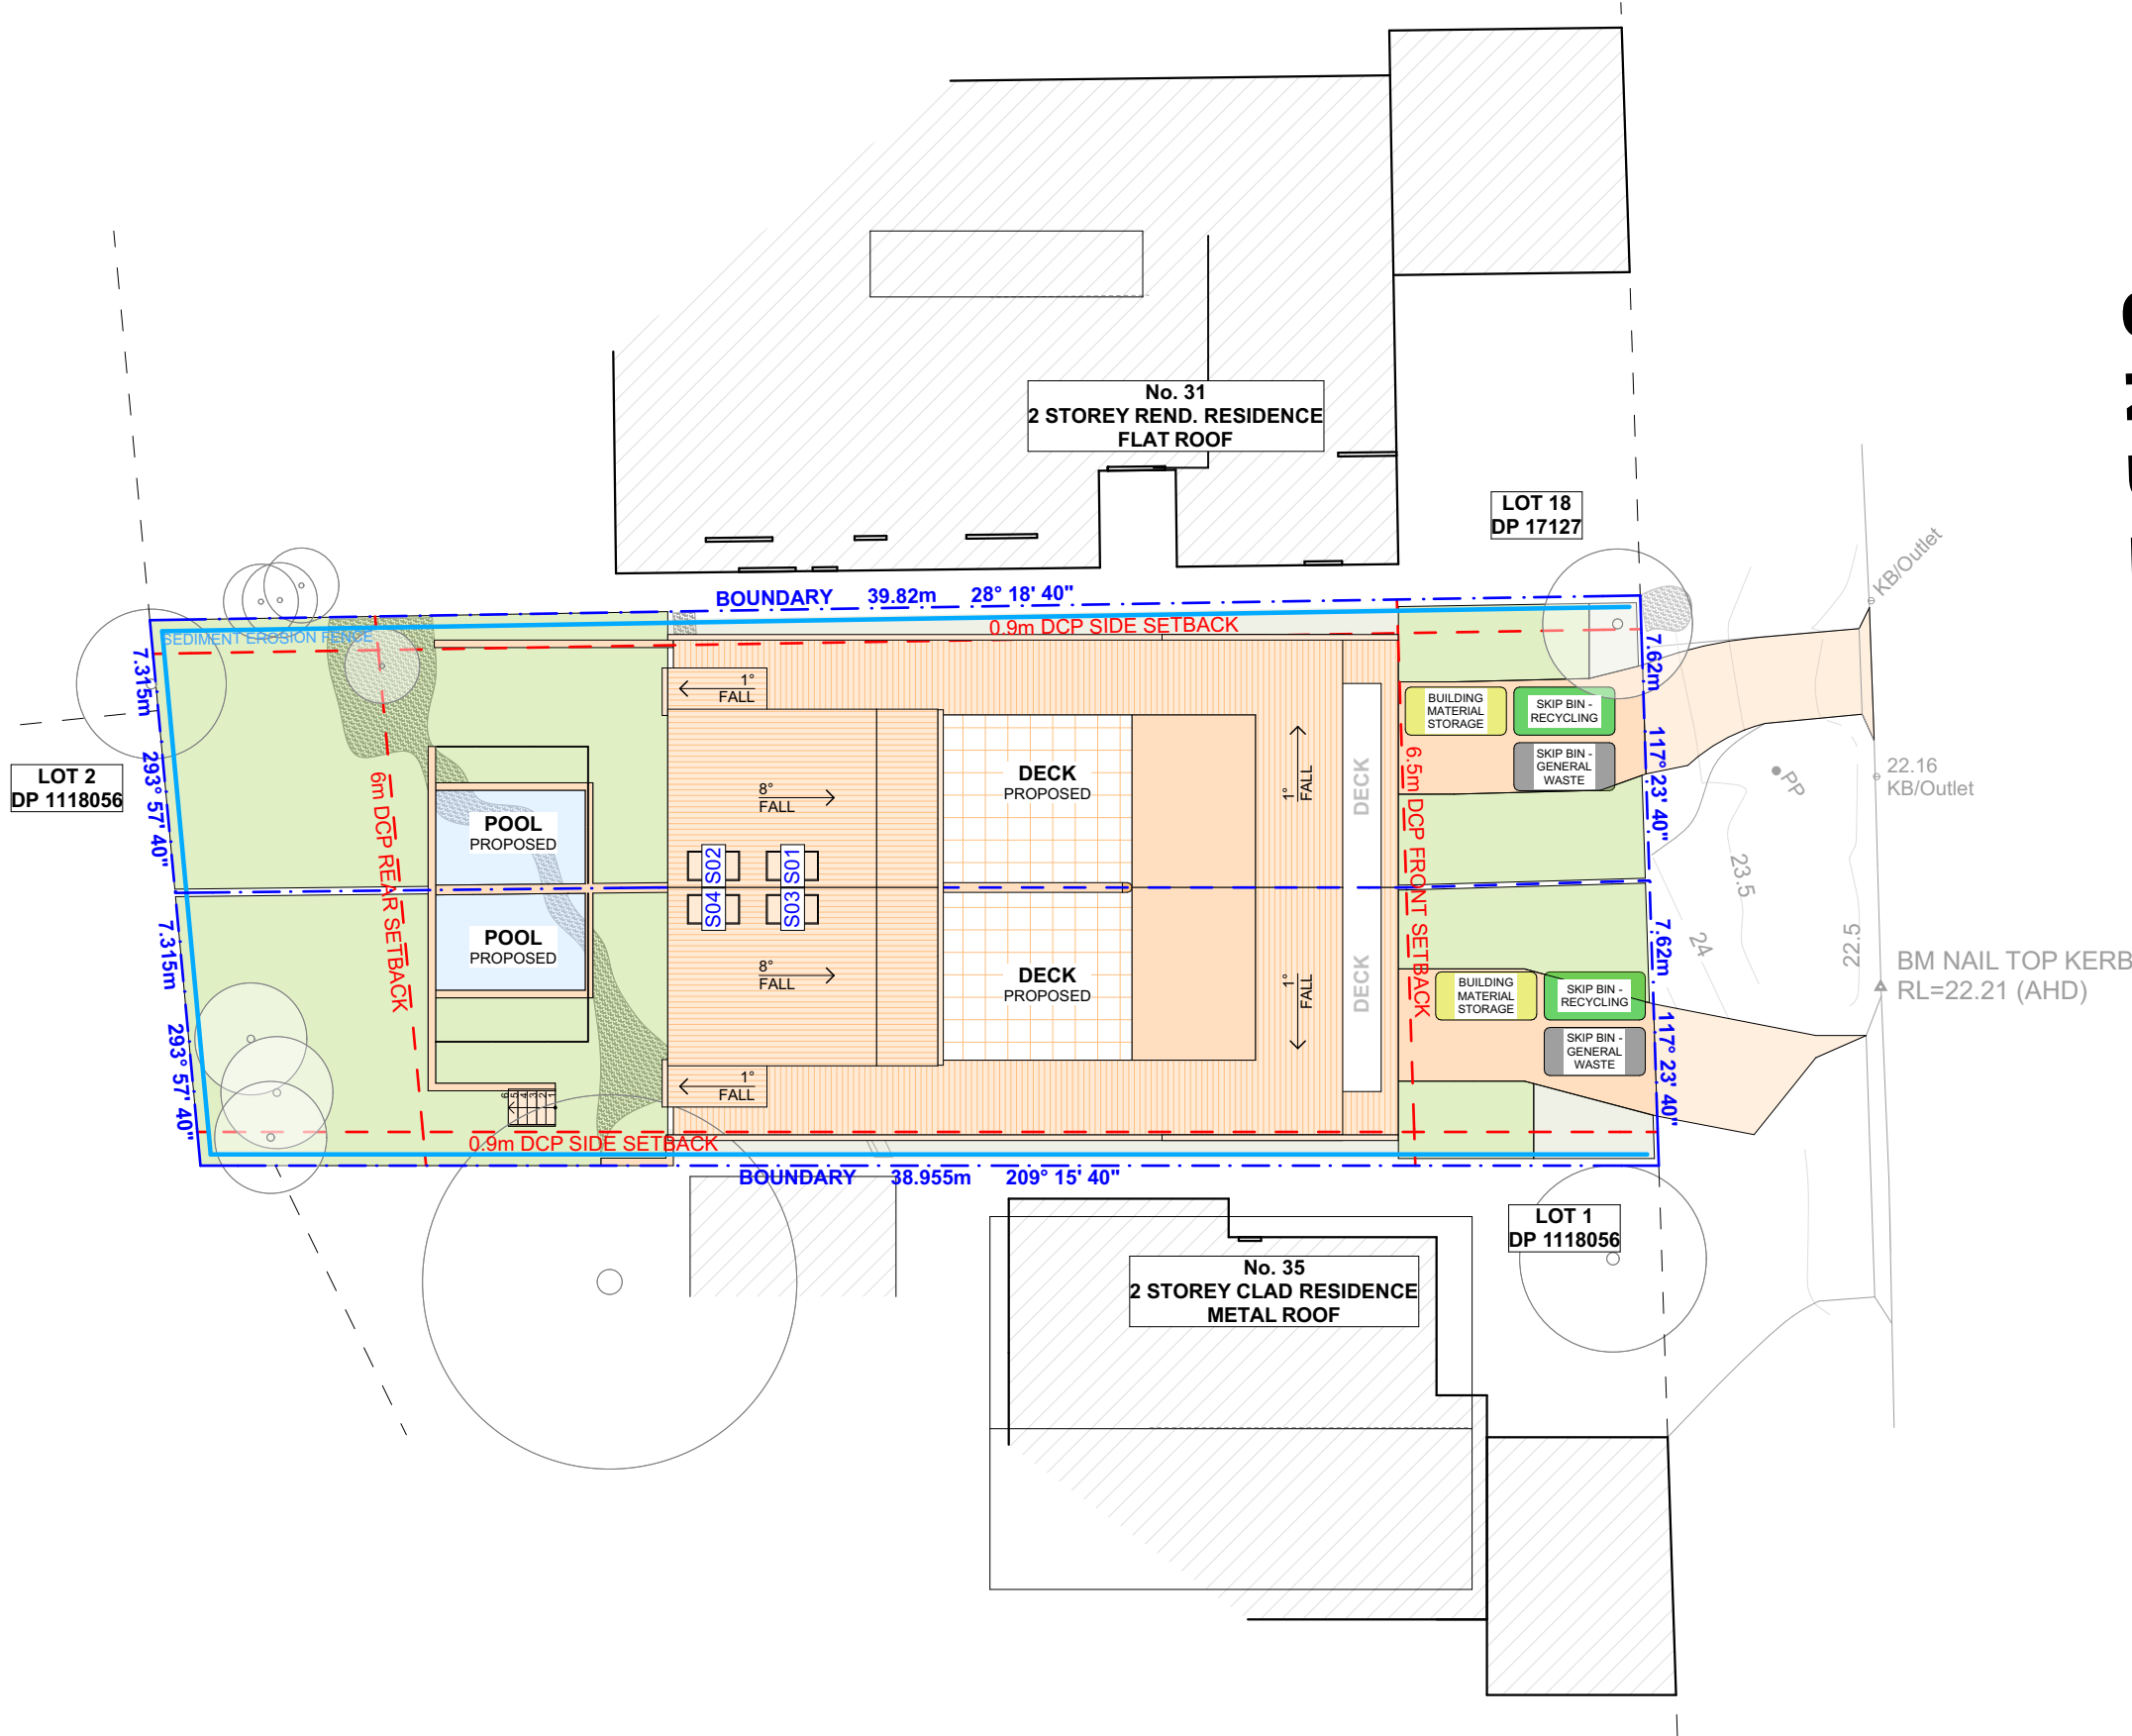 No. 31
2 STOREY REND. RESIDENCE
FLAT ROOF
LOT 18
DP 17127
KB/Outlet
BOUNDARY 39.82m 28° 18' 40"
SEDIMENT EROSION FENCE
0.9m DCP SIDE SETBACK
7.315m
293° 57' 40"
7.62m
117° 23' 40"
1°
FALL
BUILDING
MATERIAL
STORAGE
SKIP BIN -
RECYCLING
SKIP BIN -
GENERAL
WASTE
LOT 2
DP 1118056
6m DCP REAR SETBACK
8°
FALL
DECK
PROPOSED
1°
FALL
DECK
6.5m DCP FRONT SETBACK
PP
22.16
KB/Outlet
POOL
PROPOSED
S02
S01
S04
S03
23.5
24
22.5
7.315m
293° 57' 40"
POOL
PROPOSED
8°
FALL
DECK
PROPOSED
1°
FALL
DECK
7.62m
117° 23' 40"
BUILDING
MATERIAL
STORAGE
SKIP BIN -
RECYCLING
SKIP BIN -
GENERAL
WASTE
BM NAIL TOP KERB
RL=22.21 (AHD)
1°
FALL
6 5 4 3 2 1
0.9m DCP SIDE SETBACK
BOUNDARY 38.955m 209° 15' 40"
LOT 1
DP 1118056
No. 35
2 STOREY CLAD RESIDENCE
METAL ROOF